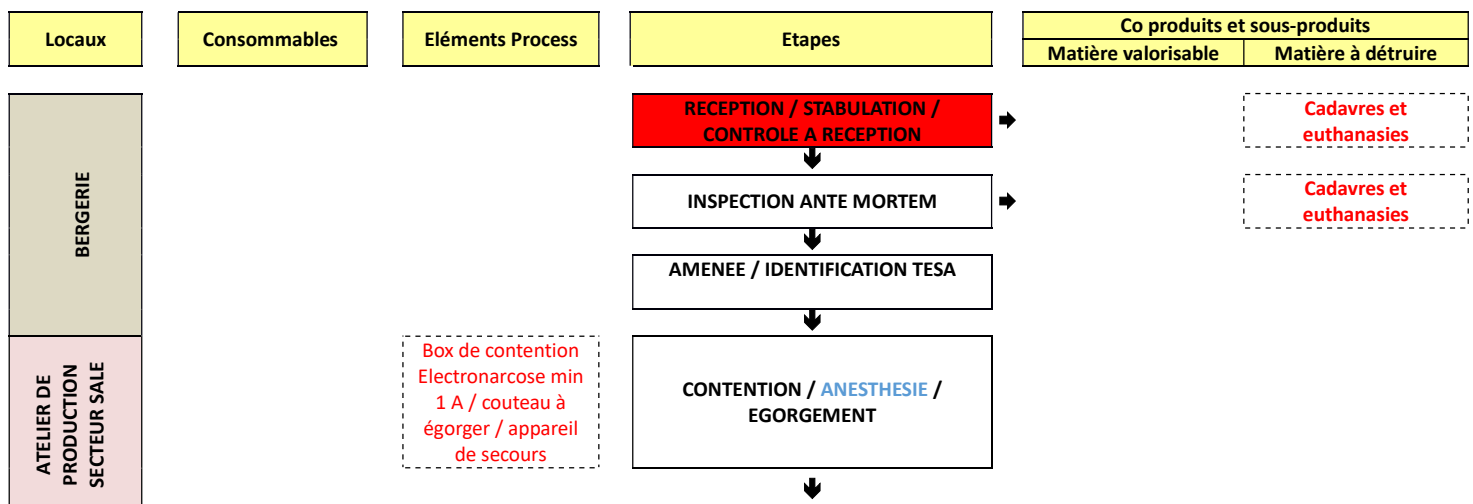 Locaux
Consommables
Eléments Process
Etapes
Co produits et sous-produits
Matière valorisable
Matière à détruire
BERGERIE
RECEPTION / STABULATION /
CONTROLE A RECEPTION
Cadavres et
euthanasies
INSPECTION ANTE MORTEM
Cadavres et
euthanasies
AMENEE / IDENTIFICATION TESA
ATELIER DE
PRODUCTION
SECTEUR SALE
Box de contention
Electronarcose min
1 A / couteau à
égorger / appareil
de secours
CONTENTION / ANESTHESIE /
EGORGEMENT